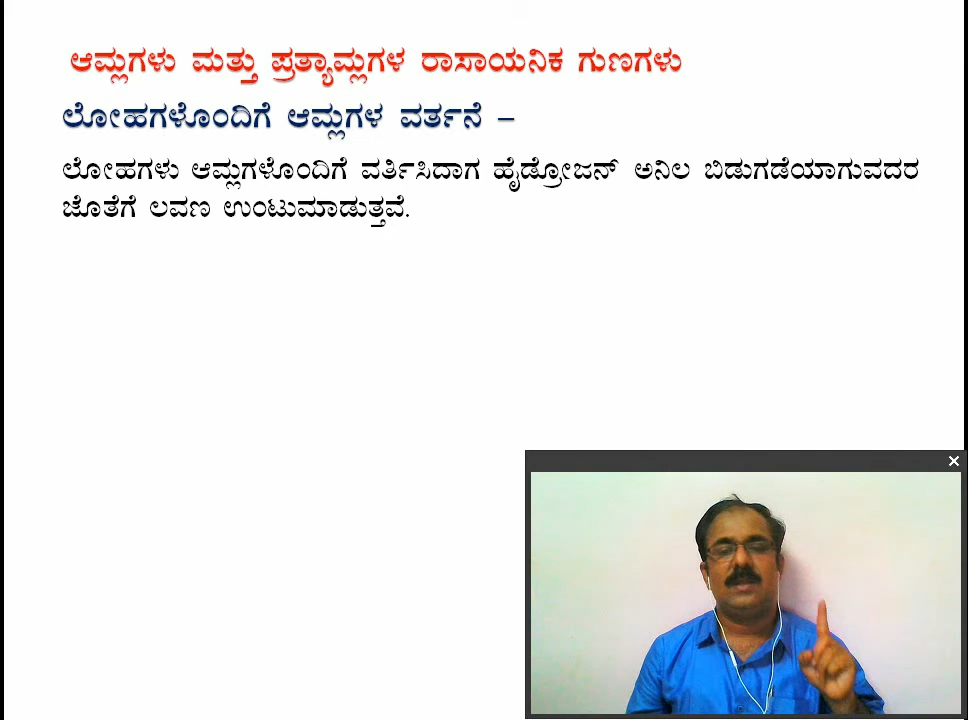 ಆಮ್ಲಗಳು ಮತ್ತು ಪ್ರತ್ಯಾಮ್ಲಗಳ ರಾಸಾಯನಿಕ ಗುಣಗಳು
ಲೋಹಗಳೊಂದಿಗೆ ಆಮ್ಲಗಳ ವರ್ತನೆ –
ಲೋಹಗಳು ಆಮ್ಲಗಳೊಂದಿಗೆ ವರ್ತಿಸಿದಾಗ ಹೈಡ್ರೋಜನ್ ಅನಿಲ ಬಿಡುಗಡೆಯಾಗುವದರ
ಜೊತೆಗೆ ಲವಣ ಉಂಟುಮಾಡುತ್ತವೆ.